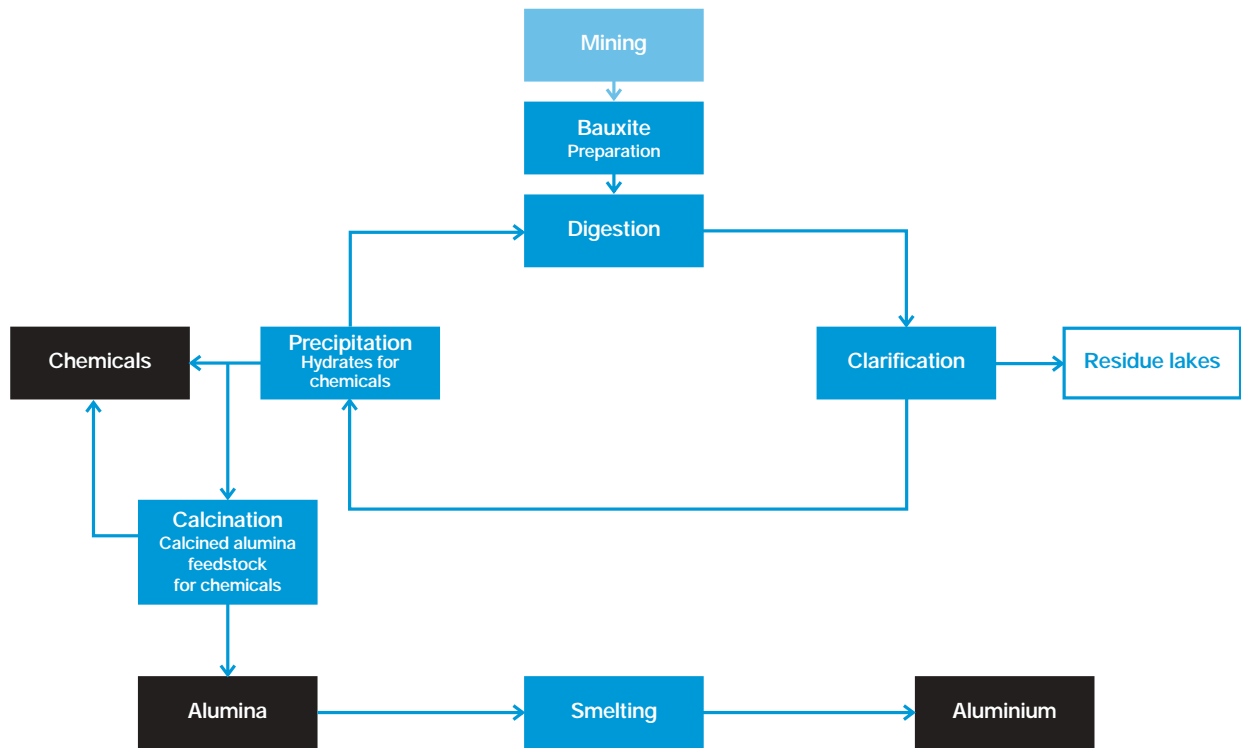 Mining
Bauxite
Preparation
Digestion
Chemicals
Precipitation
Hydrates for
chemicals
Clarification
Residue lakes
Calcination
Calcined alumina
feedstock
for chemicals
Alumina
Smelting
Aluminium